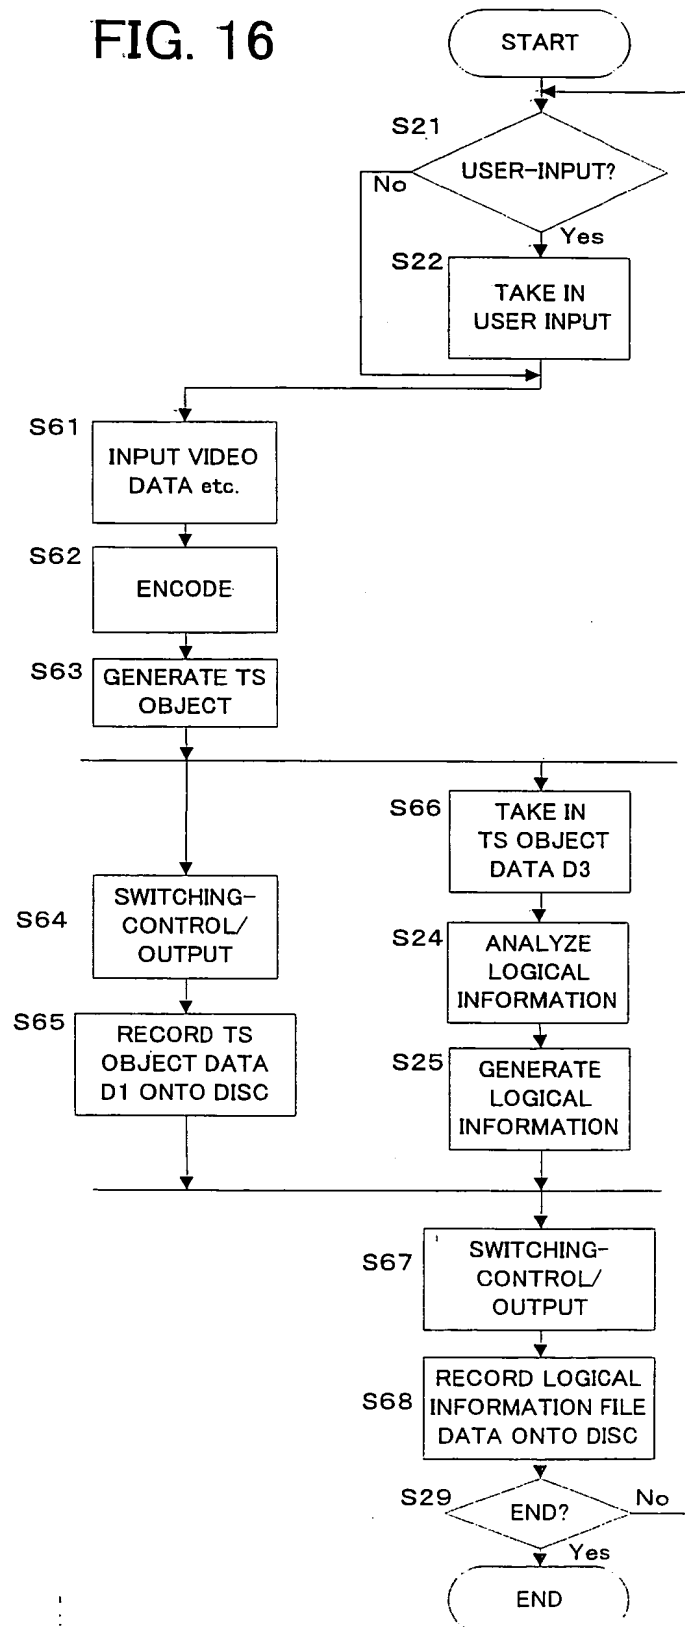 FIG. 16
START
S21
USER-INPUT?
No
Yes
S22
TAKE IN
USER INPUT
S61
INPUT VIDEO
DATA etc.
S62
ENCODE
S63
GENERATE TS
OBJECT
S66
TAKE IN
TS OBJECT
DATA D3
S64
SWITCHING-
CONTROL/
OUTPUT
S24
ANALYZE
LOGICAL
INFORMATION
S65
RECORD TS
OBJECT DATA
D1 ONTO DISC
S25
GENERATE
LOGICAL
INFORMATION
S67
SWITCHING-
CONTROL/
OUTPUT
S68
RECORD LOGICAL
INFORMATION FILE
DATA ONTO DISC
S29
END?
No
Yes
END